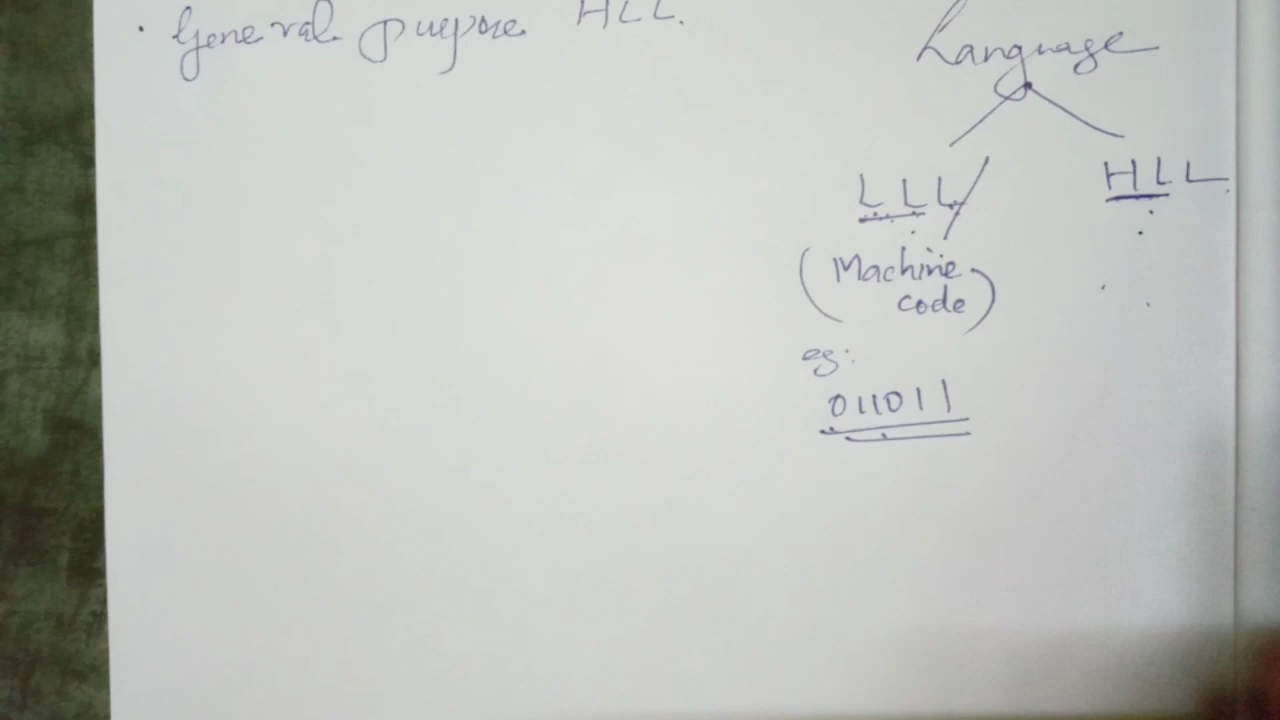 • General purpose HLL.
Language
LLL HLL
(Machine code)
eg:
011011